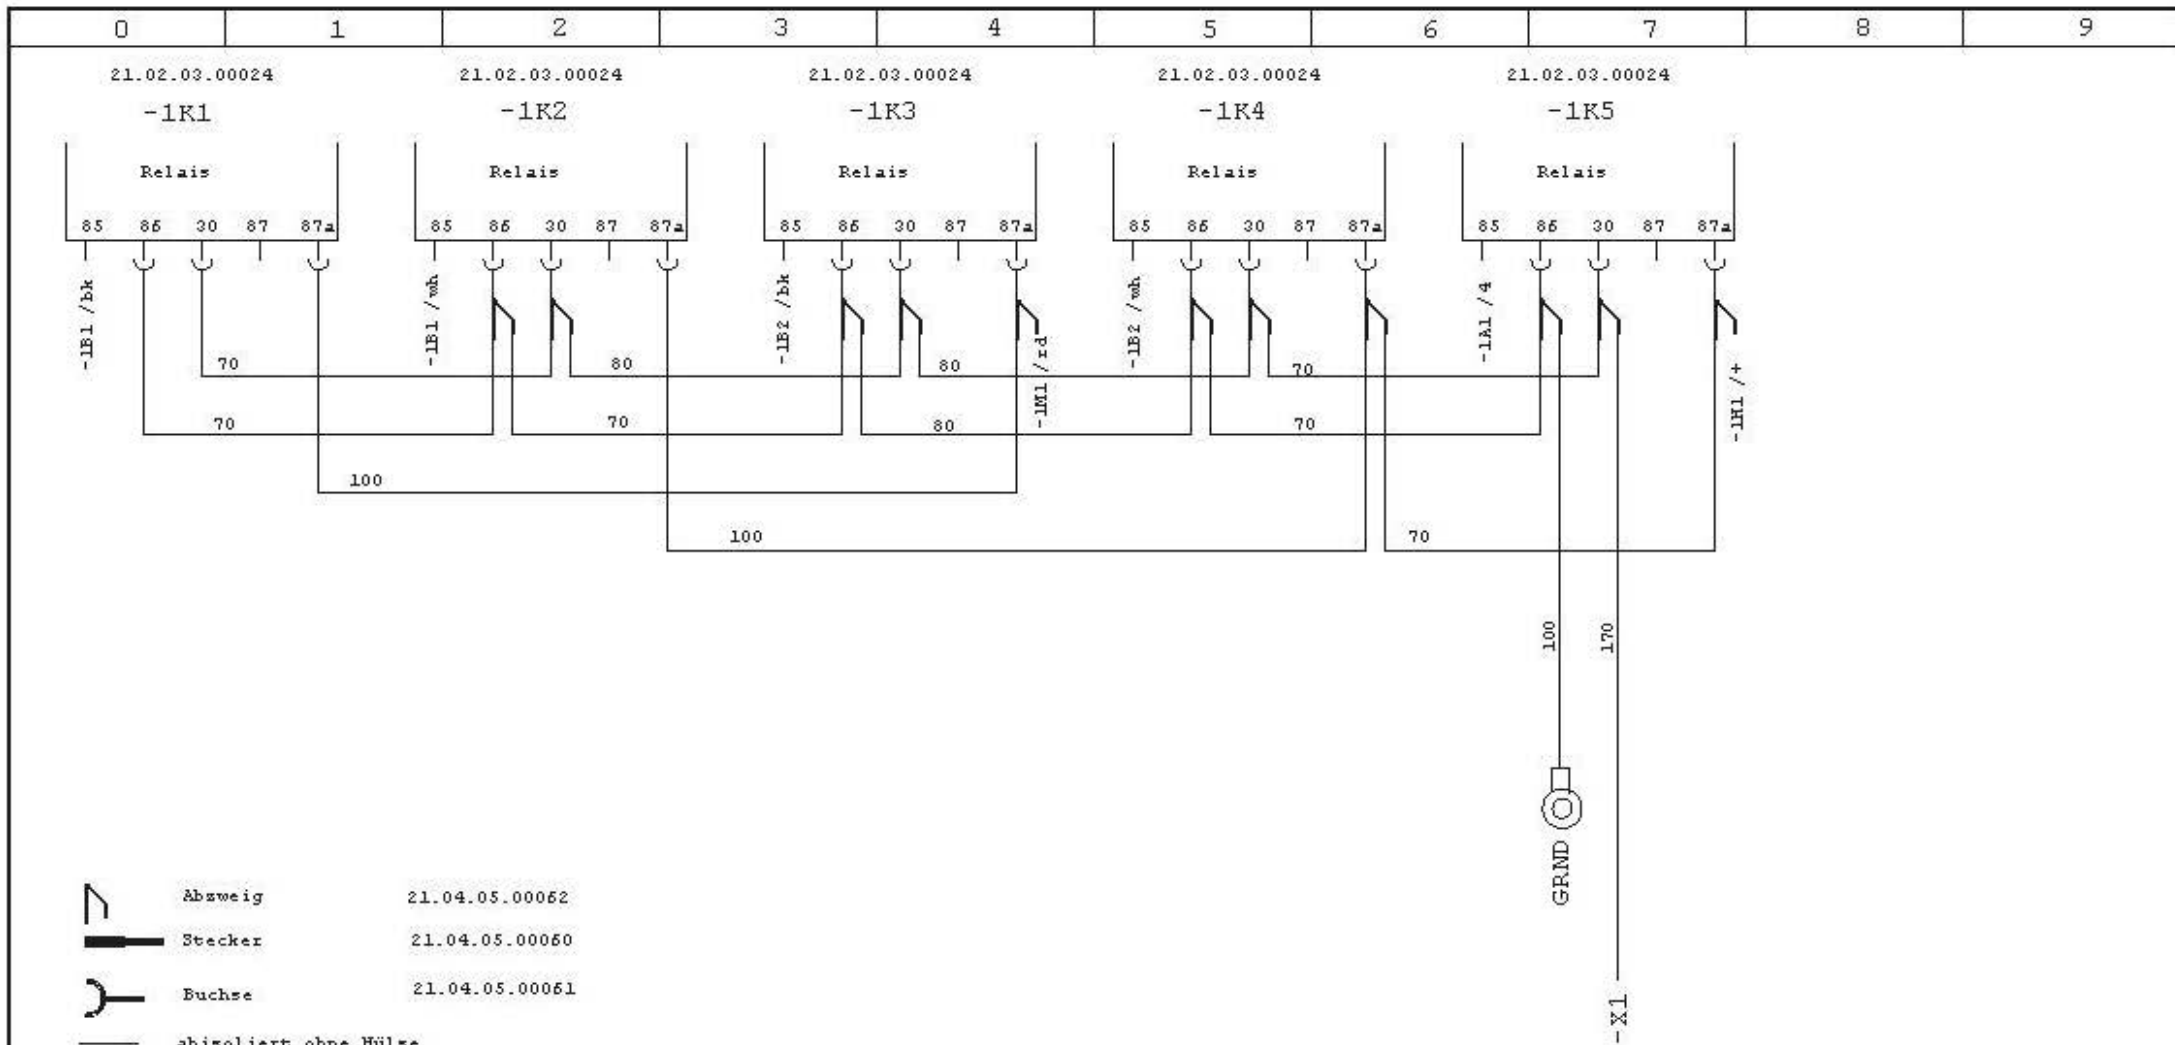 0 1 2 3 4 5 6 7 8 9
21.02.03.00024 21.02.03.00024 21.02.03.00024 21.02.03.00024 21.02.03.00024
-1K1 -1K2 -1K3 -1K4 -1K5
Relais Relais Relais Relais Relais
85 86 30 87 87a 85 86 30 87 87a 85 86 30 87 87a 85 86 30 87 87a 85 86 30 87 87a
-1B1 /bk
-1B1 /wh
-1B2 /bk
-1M1 /rd
-1B2 /wh
-1A1 /4
-1H1 /+
70 80 80 70
70 70 80 70
100
100 70
100
170
GRND
-X1
Abzweig 21.04.05.00062
Stecker 21.04.05.00060
Buchse 21.04.05.00061
abisoliert ohne Hülse